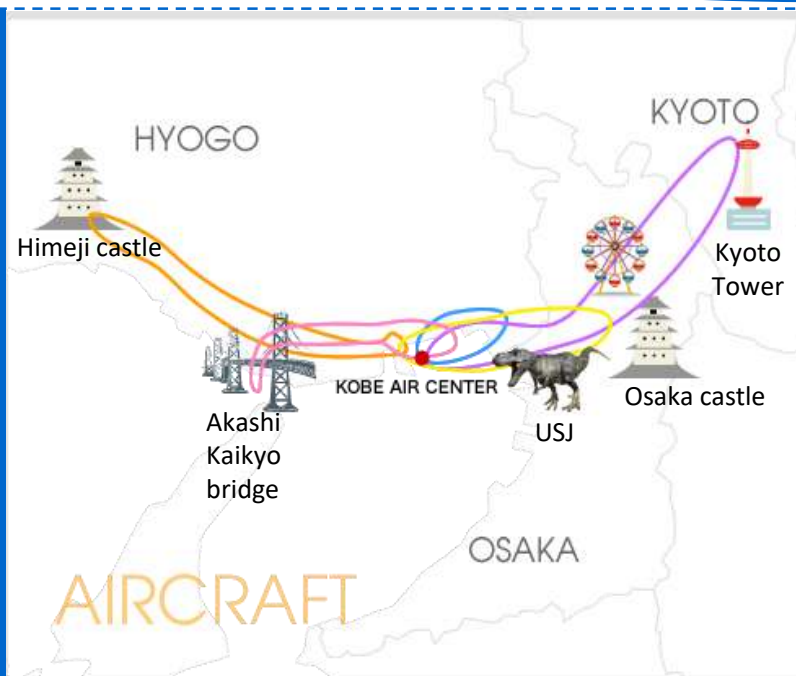 HYOGO
KYOTO
Himeji castle
Kyoto
Tower
KOBE AIR CENTER
Osaka castle
Akashi
Kaikyo
bridge
USJ
OSAKA
AIRCRAFT